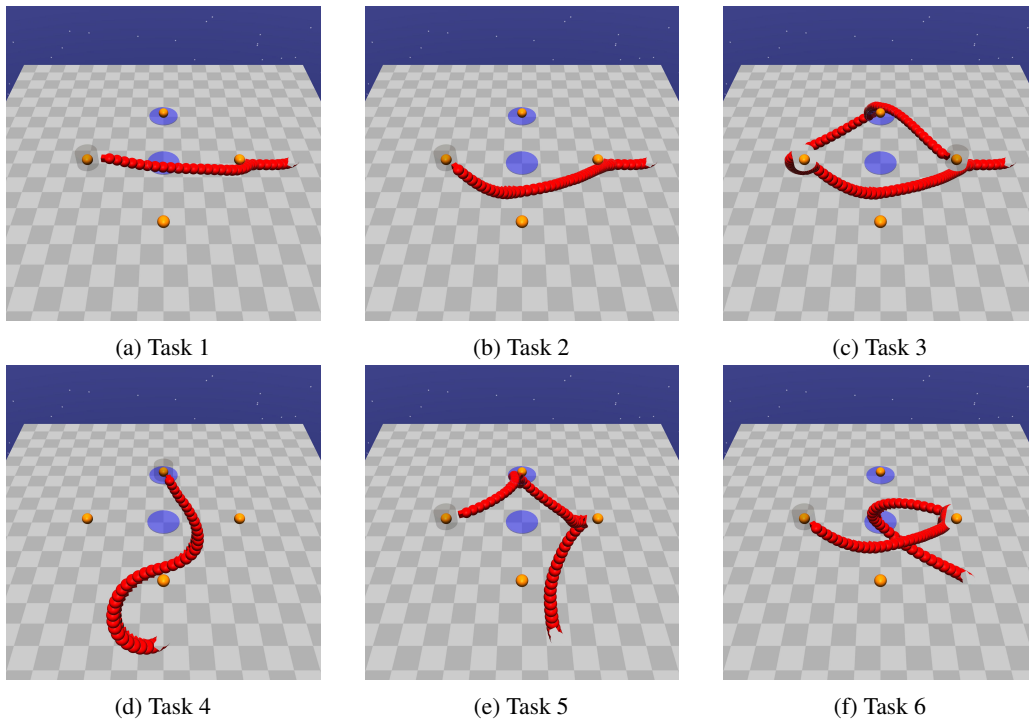 (a) Task 1
(b) Task 2
(c) Task 3
(d) Task 4
(e) Task 5
(f) Task 6